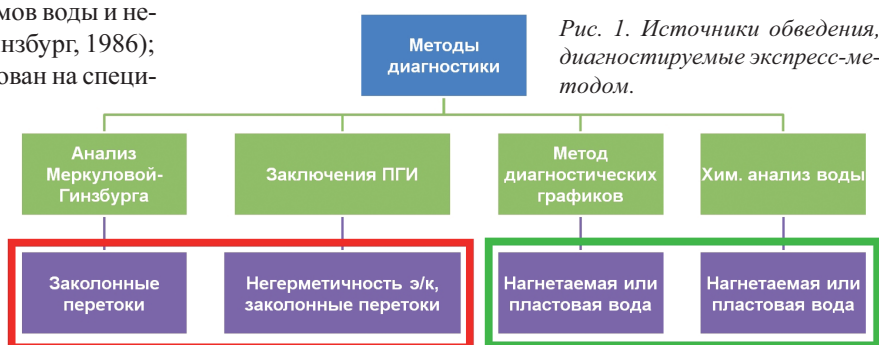 мов воды и не-
инзбург, 1986);
ован на специ-
Методы
диагностики
Рис. 1. Источники обведения,
диагностируемые экспресс-ме-
тодом.
Анализ
Меркуловой-
Гинзбурга
Заключения ПГИ
Метод
диагностических
графиков
Хим. анализ воды
Заколонные
перетоки
Негерметичность э/к,
заколонные перетоки
Нагнетаемая или
пластовая вода
Нагнетаемая или
пластовая вода